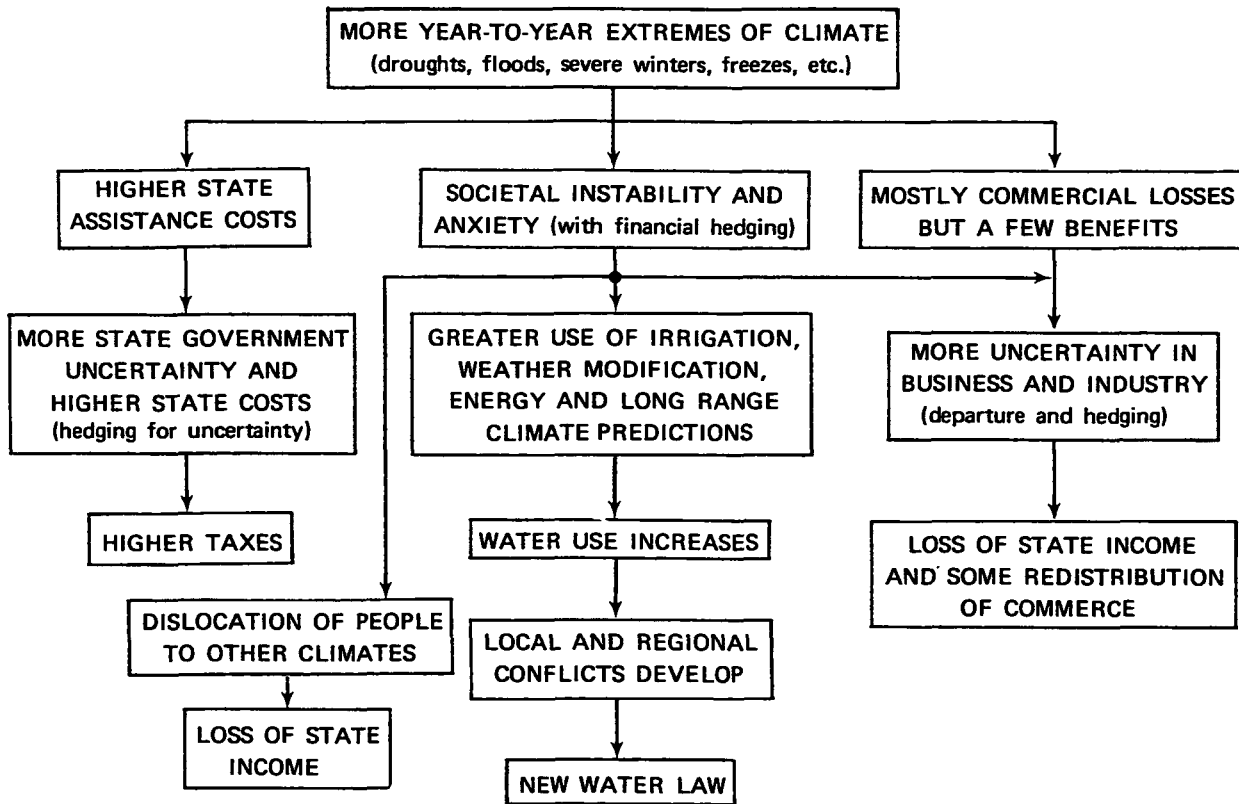 MORE YEAR-TO-YEAR EXTREMES OF CLIMATE
(droughts, floods, severe winters, freezes, etc.)
HIGHER STATE
ASSISTANCE COSTS
SOCIETAL INSTABILITY AND
ANXIETY (with financial hedging)
MOSTLY COMMERCIAL LOSSES
BUT A FEW BENEFITS
MORE STATE GOVERNMENT
UNCERTAINTY AND
HIGHER STATE COSTS
(hedging for uncertainty)
GREATER USE OF IRRIGATION,
WEATHER MODIFICATION,
ENERGY AND LONG RANGE
CLIMATE PREDICTIONS
MORE UNCERTAINTY IN
BUSINESS AND INDUSTRY
(departure and hedging)
HIGHER TAXES
WATER USE INCREASES
LOSS OF STATE INCOME
AND SOME REDISTRIBUTION
OF COMMERCE
DISLOCATION OF PEOPLE
TO OTHER CLIMATES
LOCAL AND REGIONAL
CONFLICTS DEVELOP
LOSS OF STATE
INCOME
NEW WATER LAW